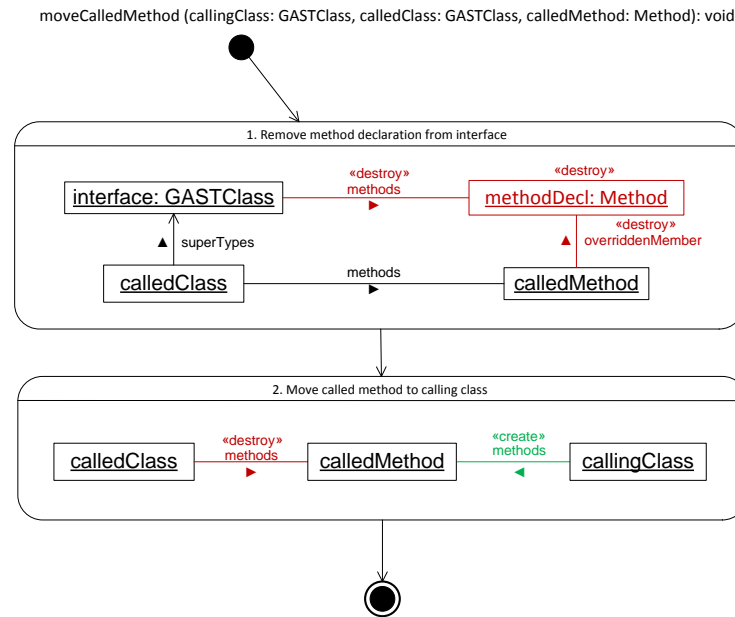 moveCalledMethod (callingClass: GASTClass, calledClass: GASTClass, calledMethod: Method): void
1. Remove method declaration from interface
«destroy»
methods
«destroy»
interface: GASTClass
methodDecl: Method
«destroy»
overriddenMember
superTypes
methods
calledClass
calledMethod
2. Move called method to calling class
«destroy»
methods
«create»
methods
calledClass
calledMethod
callingClass